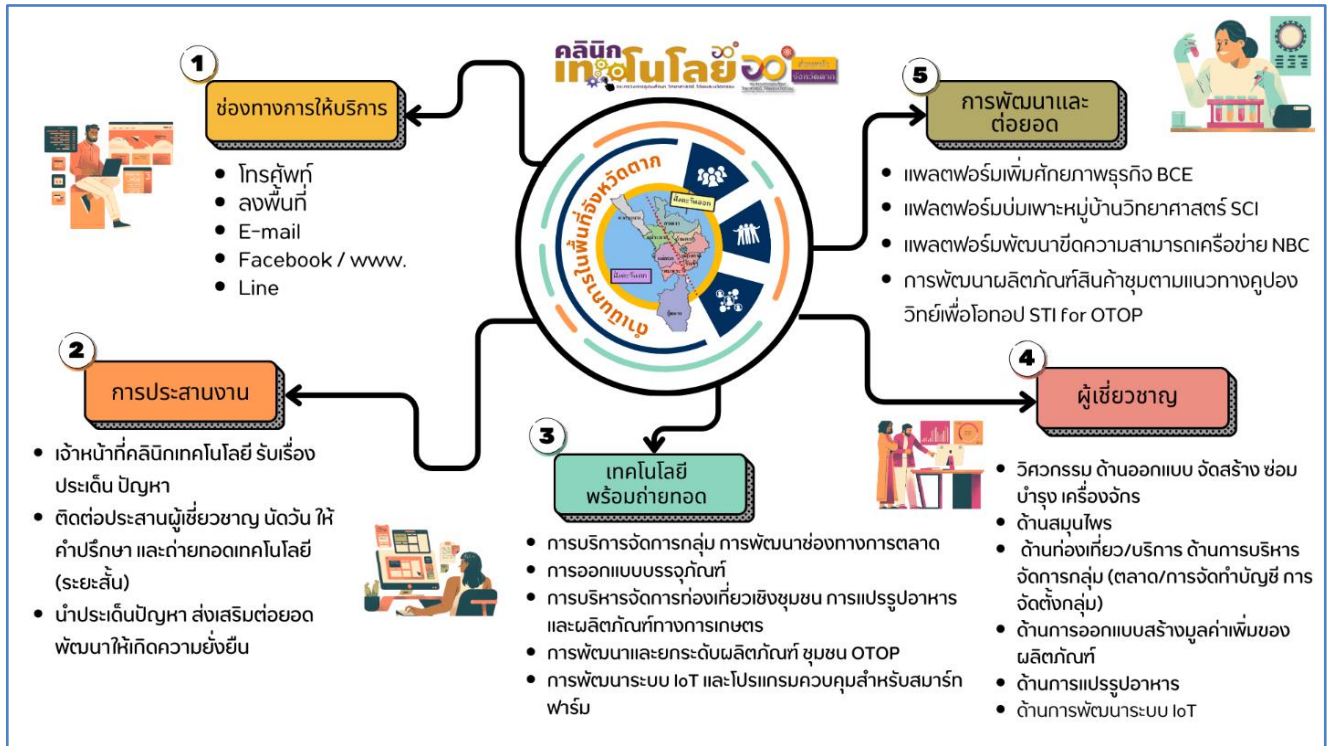 คลินิก
เทคโนโลยี
1
ช่องทางการให้บริการ
• โทรศัพท์
• ลงพื้นที่
• E-mail
• Facebook / www.
• Line
2
การประสานงาน
• เจ้าหน้าที่คลินิกเทคโนโลยี รับเรื่อง
ประเด็น ปัญหา
• ติดต่อประสานผู้เชี่ยวชาญ นัดวัน ให้
คำปรึกษา และถ่ายทอดเทคโนโลยี
(ระยะสั้น)
• นำประเด็นปัญหา ส่งเสริมต่อยอด
พัฒนาให้เกิดความยั่งยืน
ดำเนินการในพื้นที่จังหวัดตาก
ฝั่งตะวันออก
ฝั่งตะวันตก
3
เทคโนโลยี
พร้อมถ่ายทอด
• การบริการจัดการกลุ่ม การพัฒนาช่องทางการตลาด
• การออกแบบบรรจุภัณฑ์
• การบริหารจัดการท่องเที่ยวเชิงชุมชน การแปรรูปอาหาร
และผลิตภัณฑ์ทางการเกษตร
• การพัฒนาและยกระดับผลิตภัณฑ์ ชุมชน OTOP
• การพัฒนาระบบ IoT และโปรแกรมควบคุมสำหรับสมาร์ท
ฟาร์ม
4
ผู้เชี่ยวชาญ
• วิศวกรรม ด้านออกแบบ จัดสร้าง ซ่อม
บำรุง เครื่องจักร
• ด้านสมุนไพร
• ด้านท่องเที่ยว/บริการ ด้านการบริหาร
จัดการกลุ่ม (ตลาด/การจัดทำบัญชี การ
จัดตั้งกลุ่ม)
• ด้านการออกแบบสร้างมูลค่าเพิ่มของ
ผลิตภัณฑ์
• ด้านการแปรรูปอาหาร
• ด้านการพัฒนาระบบ IoT
5
การพัฒนาและ
ต่อยอด
• แพลตฟอร์มเพิ่มศักยภาพธุรกิจ BCE
• แฟลตฟอร์มบ่มเพาะหมู่บ้านวิทยาศาสตร์ SCI
• แพลตฟอร์มพัฒนาขีดความสามารถเครือข่าย NBC
• การพัฒนาผลิตภัณฑ์สินค้าชุมตามแนวทางคูปอง
วิทย์เพื่อโอทอป STI for OTOP